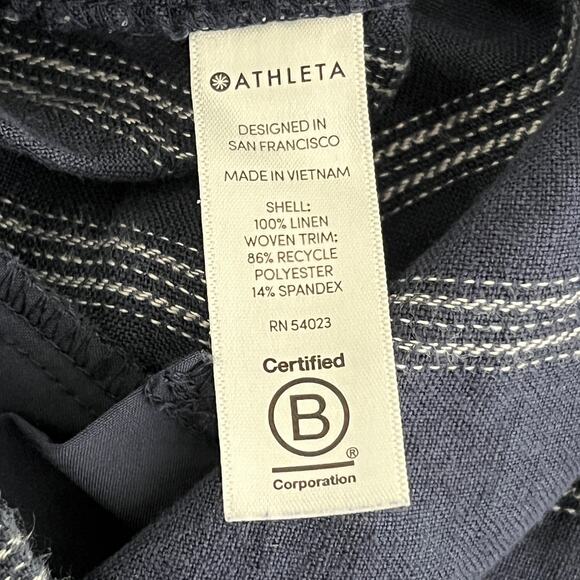 ATHLETA
DESIGNED IN
SAN FRANCISCO
MADE IN VIETNAM
SHELL:
100% LINEN
WOVEN TRIM:
86% RECYCLE
POLYESTER
14% SPANDEX
RN 54023
Certified
B
®
Corporation